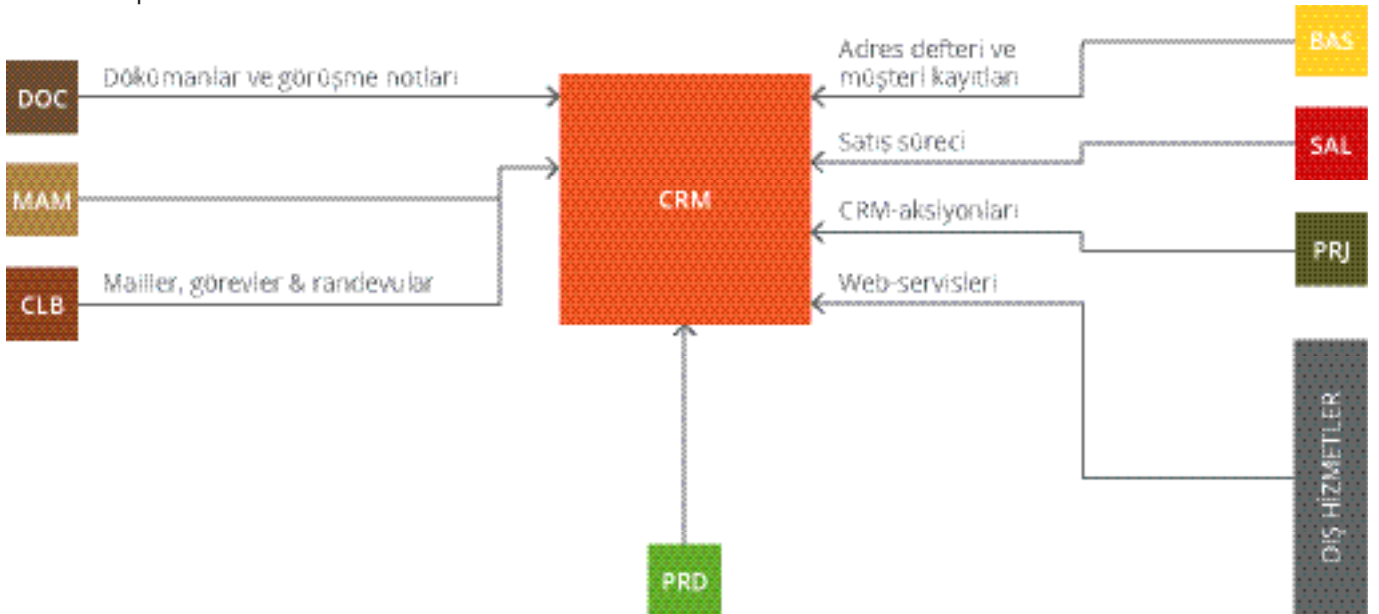 DOC
Dökümanlar ve görüşme notları
MAM
CLB
Mailler, görevler & randevular
CRM
Adres defteri ve
müşteri kayıtları
BAS
Satış süreci
SAL
CRM-aksiyonları
PRJ
Web-servisleri
DIŞ HİZMETLER
PRD